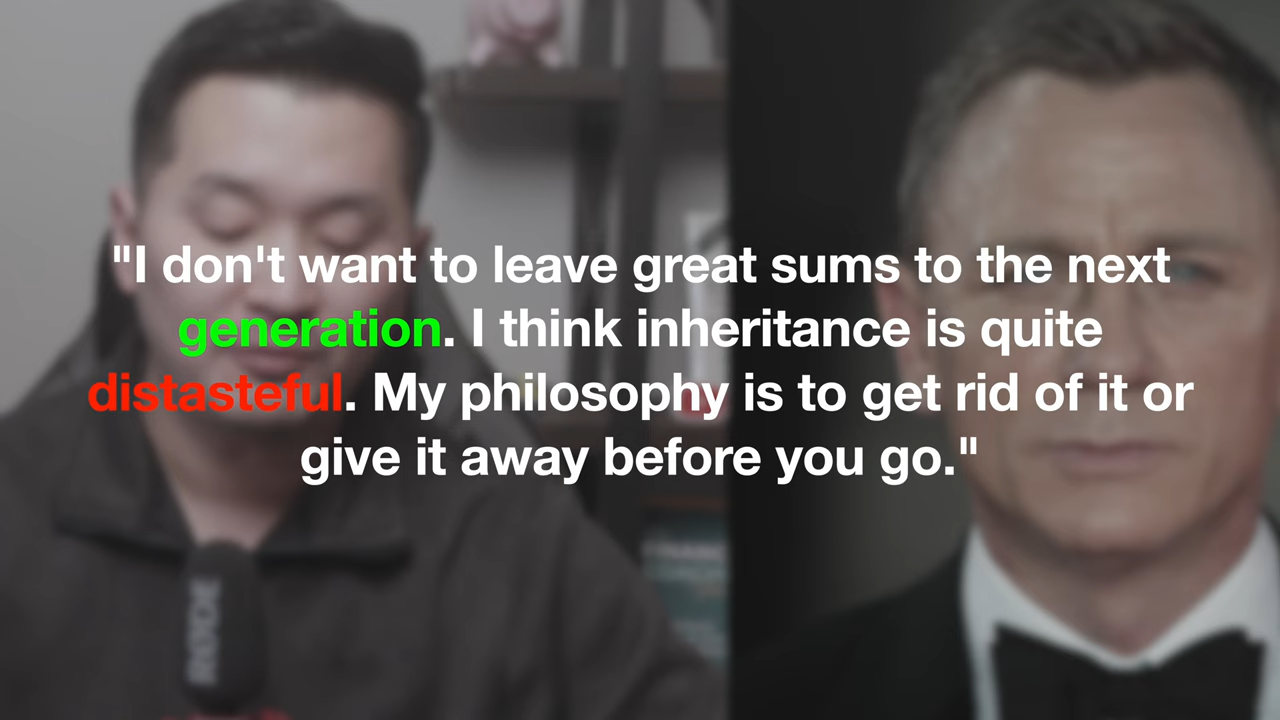 "I don't want to leave great sums to the next
generation. I think inheritance is quite
distasteful. My philosophy is to get rid of it or
give it away before you go."
RODE